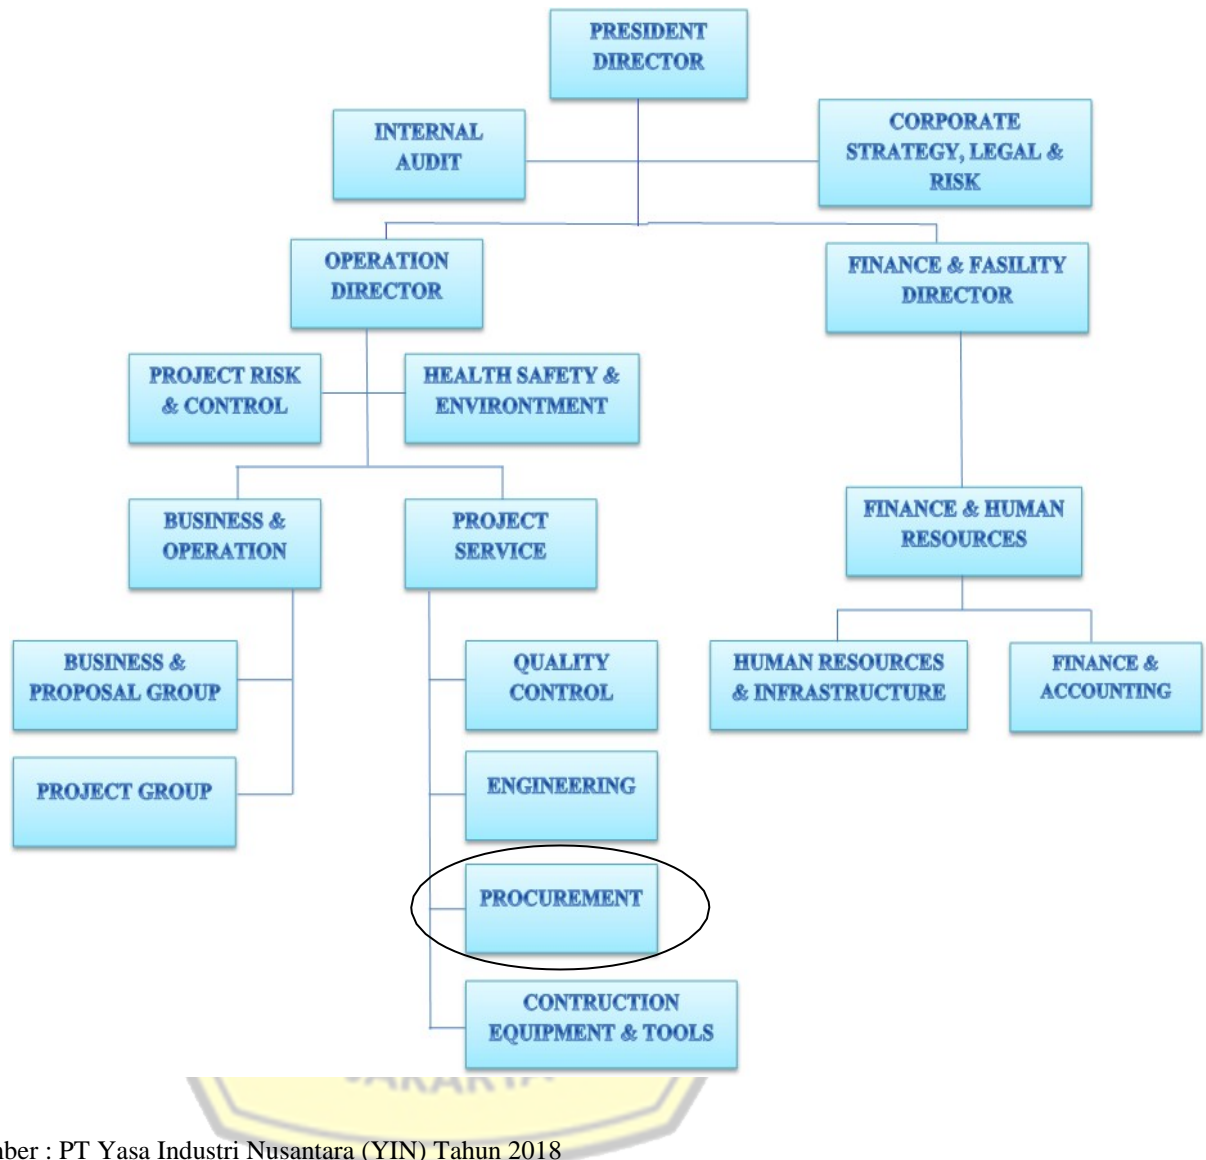 PRESIDENT
DIRECTOR
INTERNAL
AUDIT
CORPORATE
STRATEGY, LEGAL &
RISK
OPERATION
DIRECTOR
FINANCE & FASILITY
DIRECTOR
PROJECT RISK
& CONTROL
HEALTH SAFETY &
ENVIRONTMENT
BUSINESS &
OPERATION
PROJECT
SERVICE
FINANCE & HUMAN
RESOURCES
BUSINESS &
PROPOSAL GROUP
QUALITY
CONTROL
HUMAN RESOURCES
& INFRASTRUCTURE
FINANCE &
ACCOUNTING
PROJECT GROUP
ENGINEERING
PROCUREMENT
CONTRUCTION
EQUIPMENT & TOOLS
JAKARTA
: PT Yasa Industri Nusantara (YIN) Tahun 2018